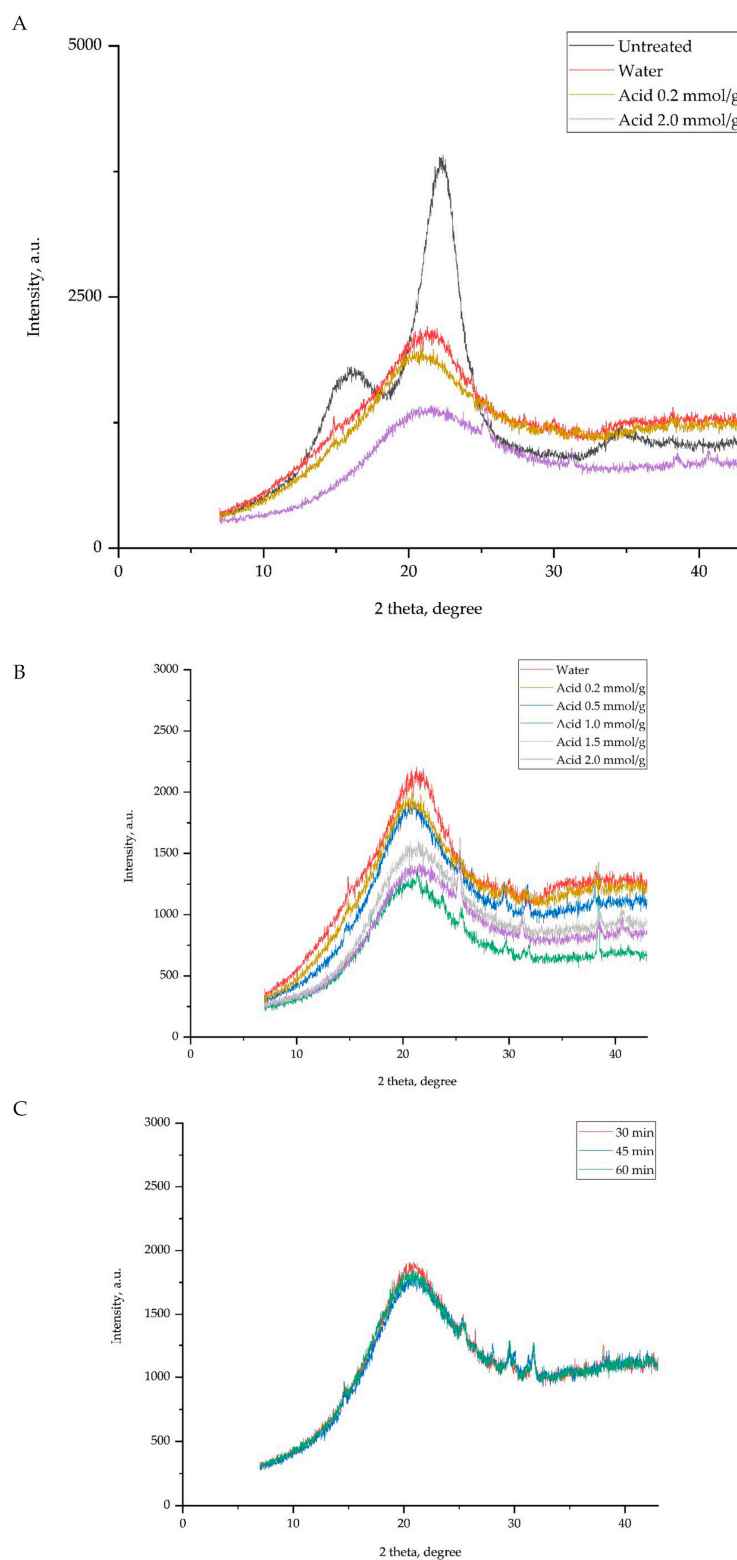 A
5000
Untreated
Water
Acid 0.2 mmol/g
Acid 2.0 mmol/g
Intensity, a.u.
2500
0
0 10 20 30 40
2 theta, degree
B
3000
Water
Acid 0.2 mmol/g
Acid 0.5 mmol/g
Acid 1.0 mmol/g
Acid 1.5 mmol/g
Acid 2.0 mmol/g
2500
2000
Intensity, a.u.
1500
1000
500
0
0 10 20 30 40
2 theta, degree
C
3000
30 min
45 min
60 min
2500
2000
Intensity, a.u.
1500
1000
500
0
0 10 20 30 40
2 theta, degree